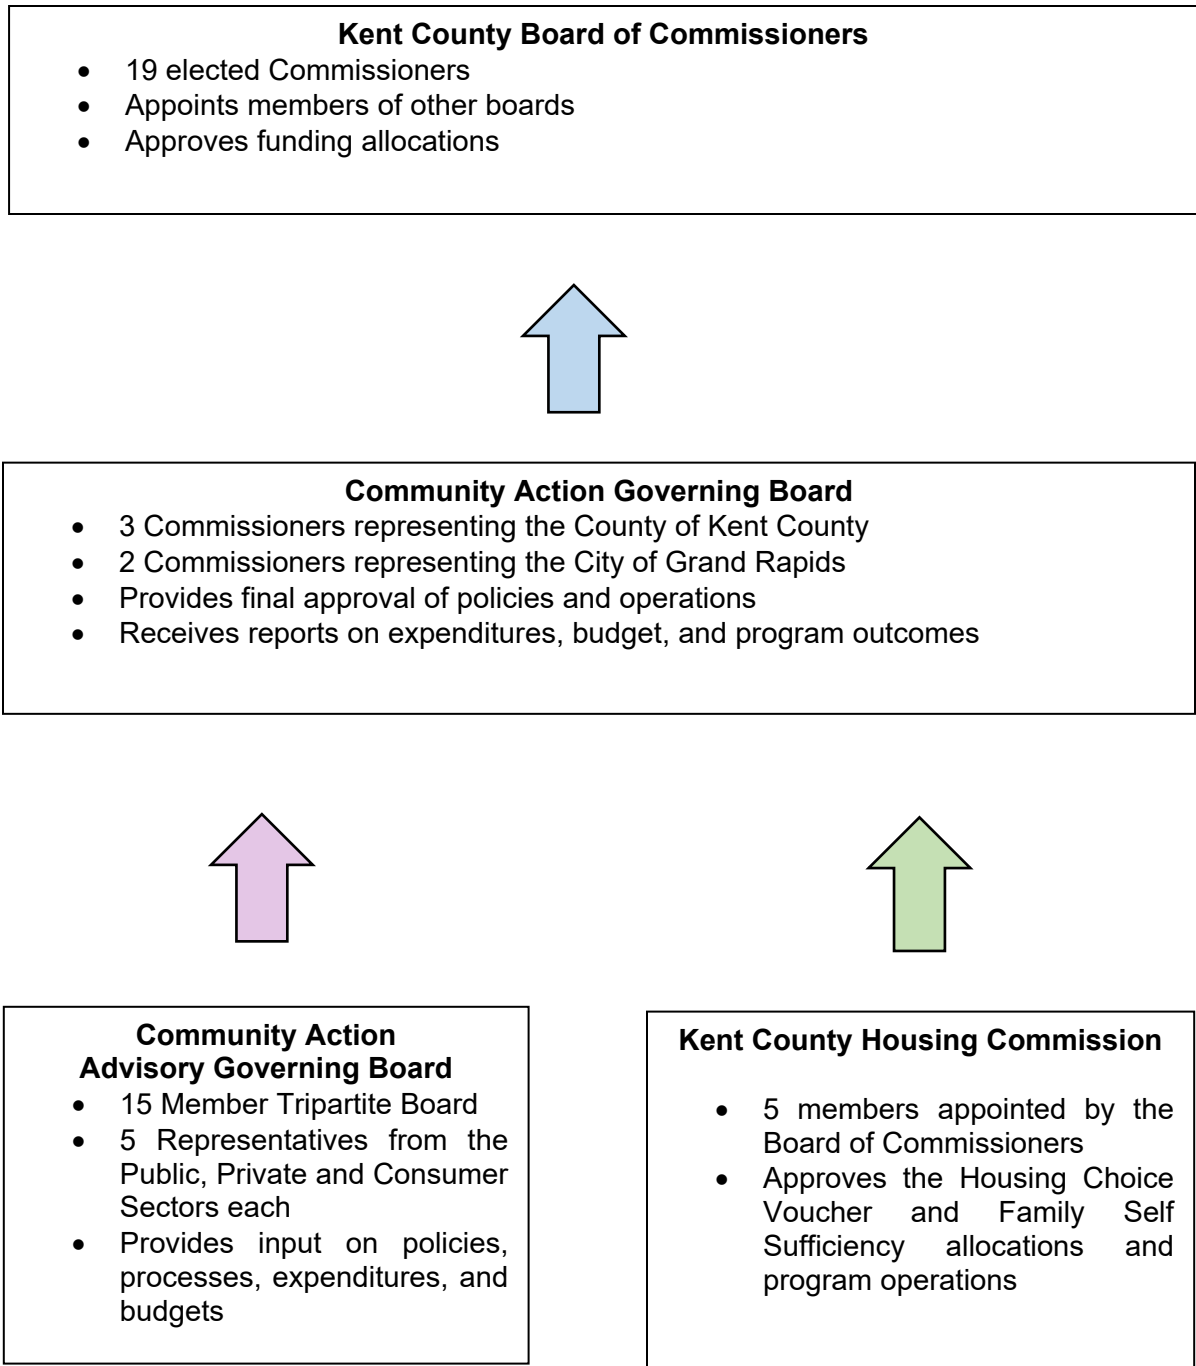 Kent County Board of Commissioners
• 19 elected Commissioners
• Appoints members of other boards
• Approves funding allocations
Community Action Governing Board
• 3 Commissioners representing the County of Kent County
• 2 Commissioners representing the City of Grand Rapids
• Provides final approval of policies and operations
• Receives reports on expenditures, budget, and program outcomes
Community Action
Advisory Governing Board
• 15 Member Tripartite Board
• 5 Representatives from the
Public, Private and Consumer
Sectors each
• Provides input on policies,
processes, expenditures, and
budgets
Kent County Housing Commission
• 5 members appointed by the
Board of Commissioners
• Approves the Housing Choice
Voucher and Family Self
Sufficiency allocations and
program operations